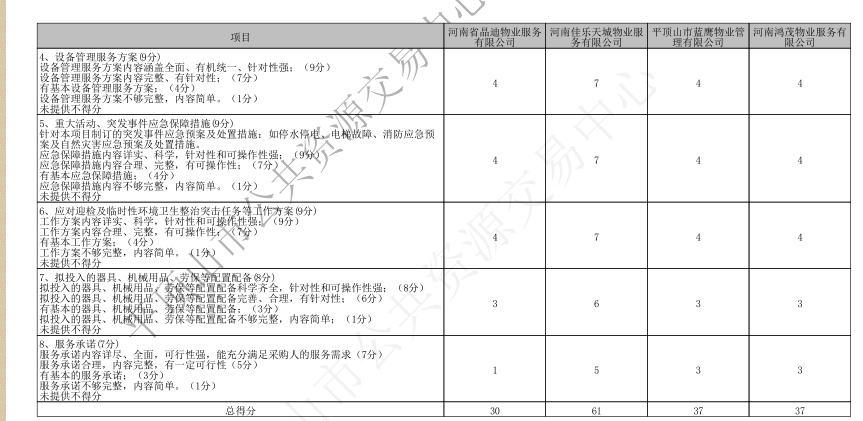 项目
河南省晶迪物业服务有限公司
河南佳乐天城物业服务有限公司
平顶山市蓝鹰物业管理有限公司
河南鸿茂物业服务有限公司
4、设备管理服务方案(9分)
设备管理服务方案内容涵盖全面、有机统一、针对性强；（9分）
设备管理服务方案内容完整、有针对性；（7分）
有基本设备管理服务方案；（4分）
设备管理服务方案不够完整，内容简单。（1分）
未提供不得分
4 7 4 4
5、重大活动、突发事件应急保障措施(9分)
针对本项目制订的突发事件应急预案及处置措施：如停水停电、电梯故障、消防应急预
案及自然灾害应急预案及处置措施。
应急保障措施内容详实、科学，针对性和可操作性强；（9分）
应急保障措施内容合理、完整，有可操作性；（7分）
有基本应急保障措施；（4分）
应急保障措施内容不够完整，内容简单。（1分）
未提供不得分
4 7 4 4
6、应对迎检及临时性环境卫生整治突击任务等工作方案(9分)
工作方案内容详实、科学，针对性和可操作性强；（9分）
工作方案内容合理、完整，有可操作性；（7分）
有基本工作方案；（4分）
工作方案不够完整，内容简单。（1分）
未提供不得分
4 7 4 4
7、拟投入的器具、机械用品、劳保等配置配备(8分)
拟投入的器具、机械用品、劳保等配置配备科学齐全，针对性和可操作性强；（8分）
拟投入的器具、机械用品、劳保等配置配备完善、合理，有针对性；（6分）
有基本的器具、机械用品、劳保等配置配备；（3分）
拟投入的器具、机械用品、劳保等配置配备不够完整，内容简单；（1分）
未提供不得分
3 6 3 3
8、服务承诺(7分)
服务承诺内容详尽、全面，可行性强，能充分满足采购人的服务需求（7分）
服务承诺合理，内容完整，有一定可行性（5分）
有基本的服务承诺；（3分）
服务承诺不够完整，内容简单。（1分）
未提供不得分
1 5 3 3
总得分 30 61 37 37
平顶山市公共资源交易中心
山市公共资源交易中心